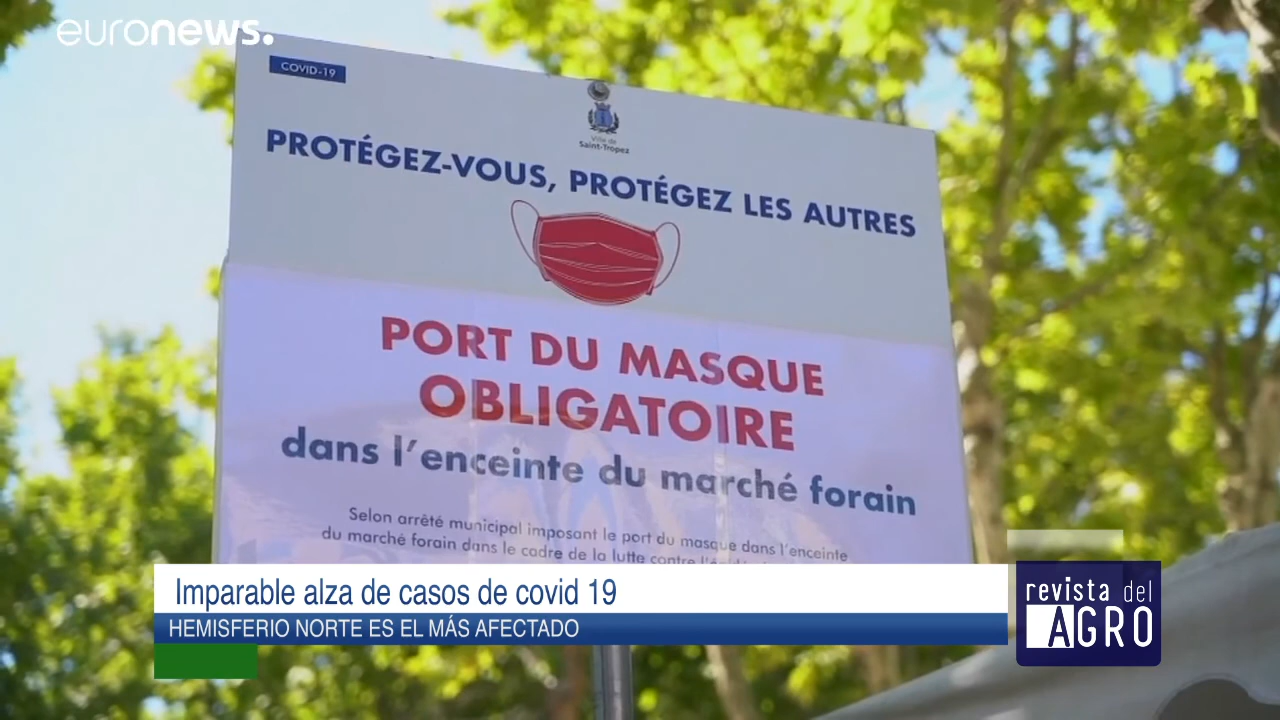 euronews.
COVID-19
Ville de
Saint-Tropez
PROTÉGEZ-VOUS, PROTÉGEZ LES AUTRES
PORT DU MASQUE
OBLIGATOIRE
dans l'enceinte du marché forain
Selon arrêté municipal imposant le port du masque dans l'enceinte
du marché forain dans le cadre de la lutte contre
Imparable alza de casos de covid 19
HEMISFERIO NORTE ES EL MÁS AFECTADO
revista del
AGRO